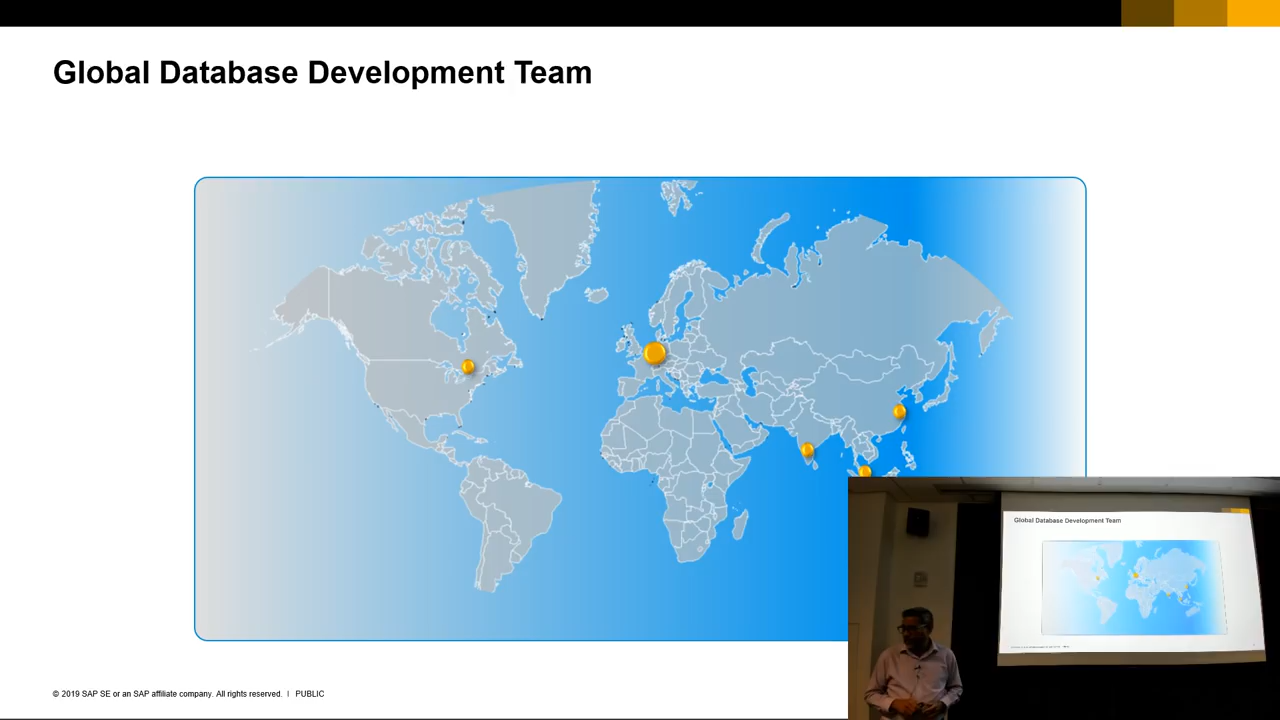 Global Database Development Team
© 2019 SAP SE or an SAP affiliate company. All rights reserved. ǀ PUBLIC
Global Database Development Team